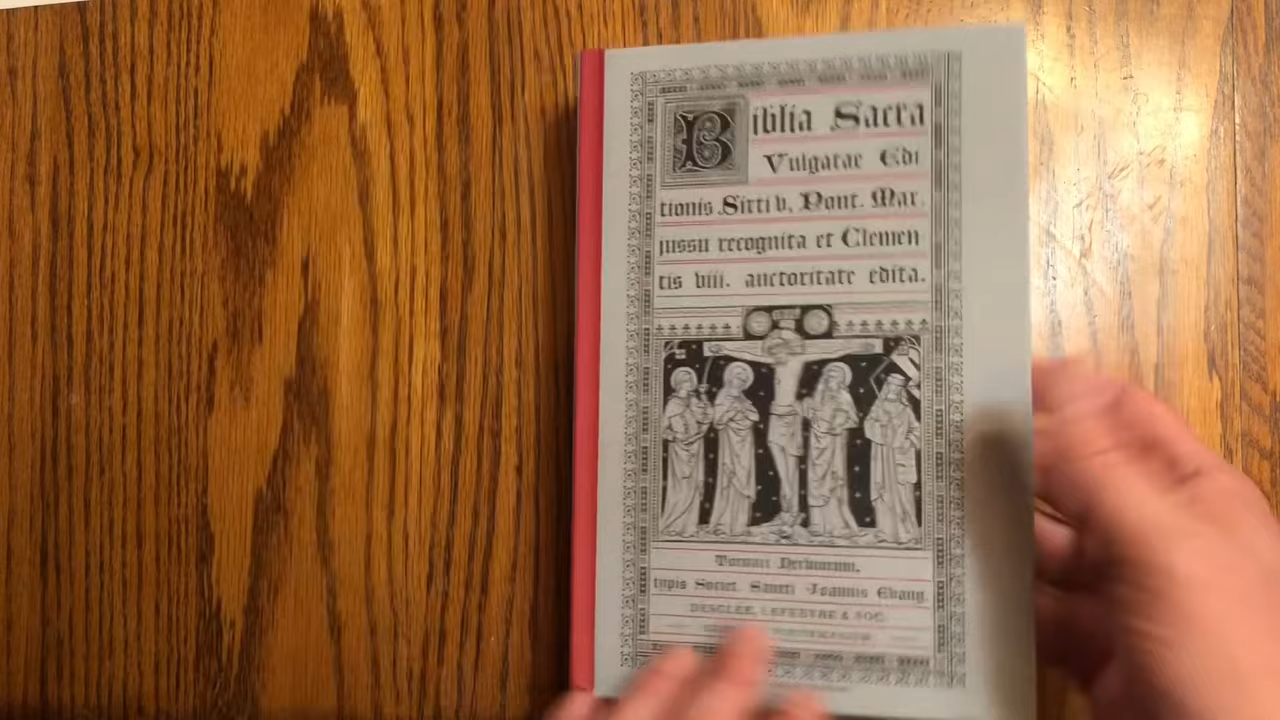 Biblia Sacra
Vulgatae Edi
tionis Sixti v. Pont. Max.
jussu recognita et Clemen
tis viii. auctoritate edita.
Tornaci Nerviorum,
typis Societ. Sancti Joannis Evang.
DESCLÉE, LEFEBVRE & SOC.